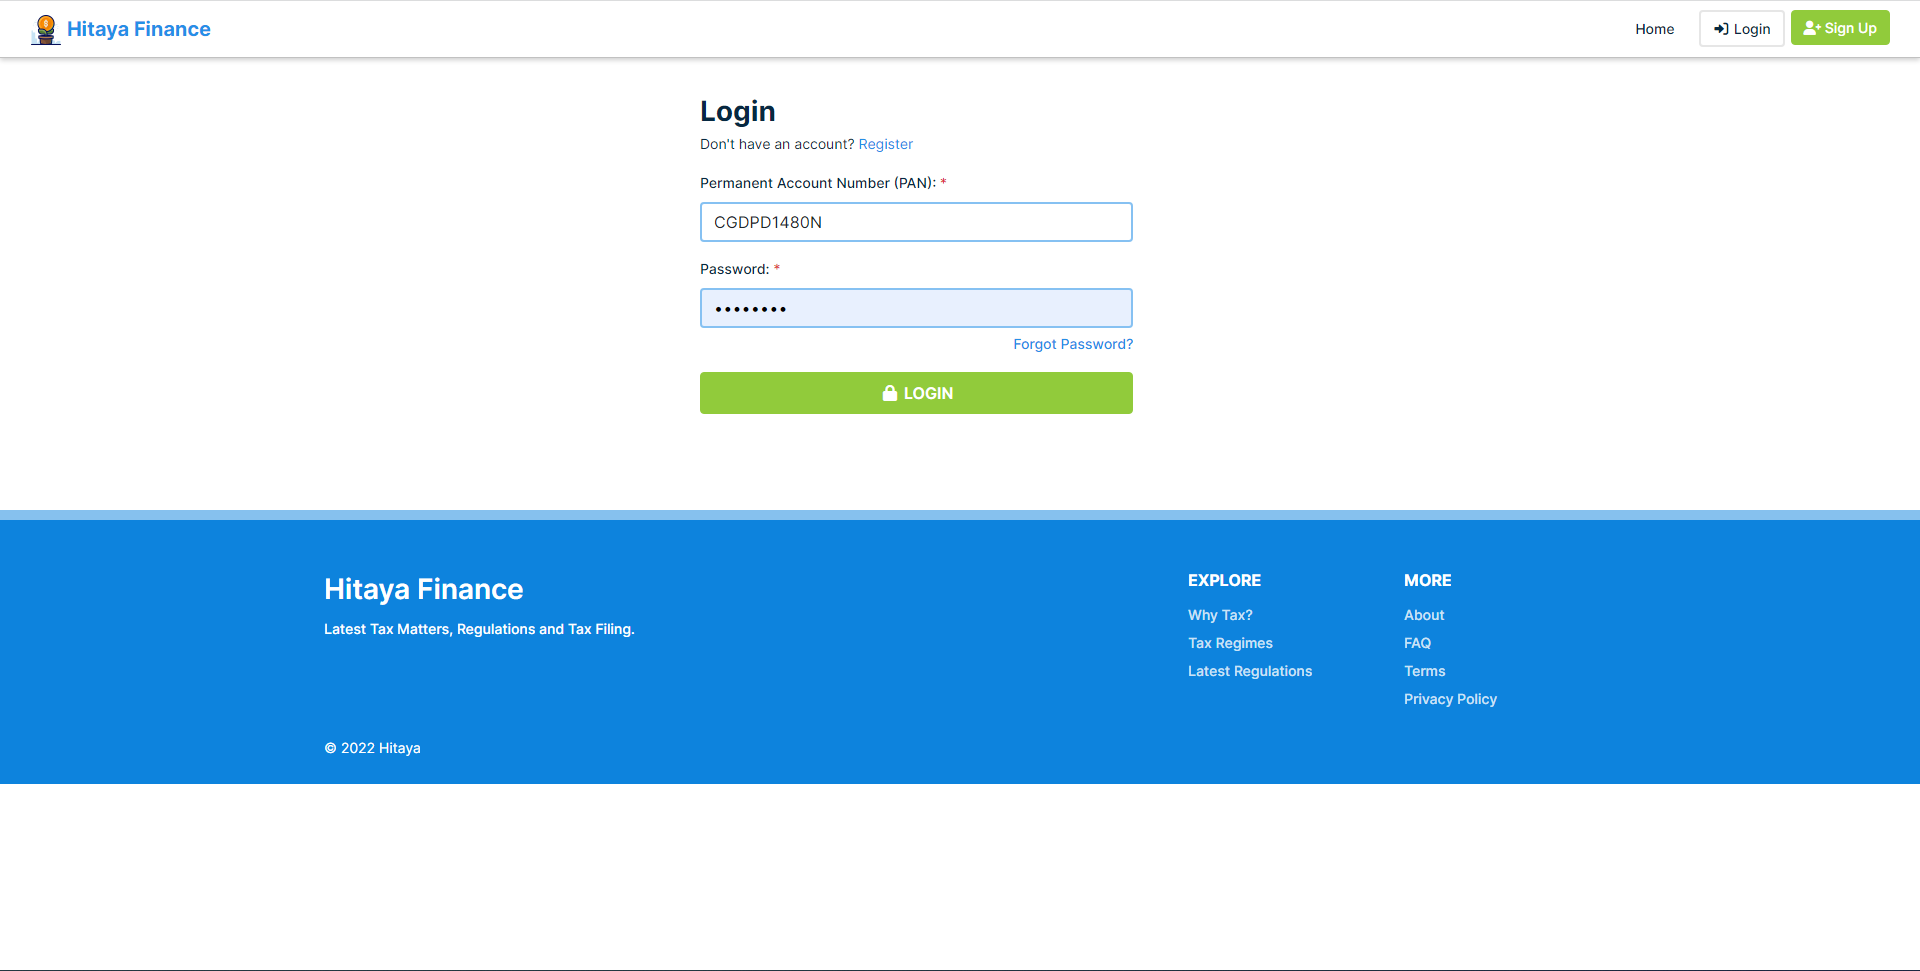 Hitaya Finance
Home
Login
Sign Up
Login
Don't have an account? Register
Permanent Account Number (PAN): *
CGDPD1480N
Password: *
••••••••
Forgot Password?
LOGIN
Hitaya Finance
Latest Tax Matters, Regulations and Tax Filing.
EXPLORE
Why Tax?
Tax Regimes
Latest Regulations
MORE
About
FAQ
Terms
Privacy Policy
© 2022 Hitaya